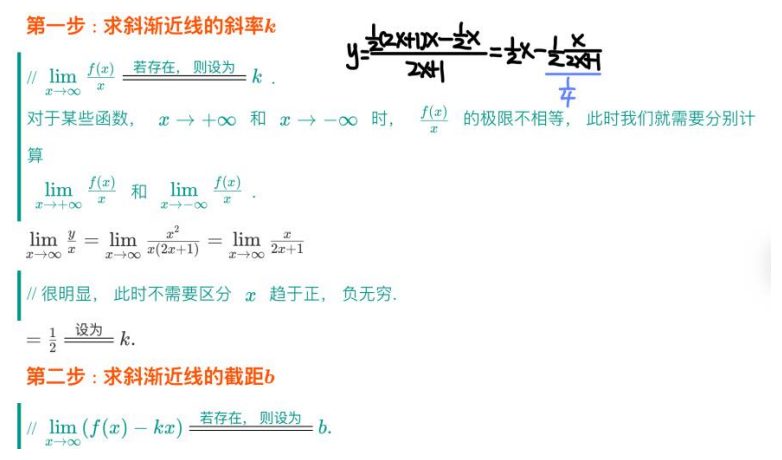 第一步：求斜渐近线的斜率k
// lim_{x→∞} f(x)/x ==若存在，则设为== k .
y = (½(2x+1)x − ½x)/(2x+1) = ½x − ½ x/(2x+1)
1/4
对于某些函数， x → +∞ 和 x → −∞ 时， f(x)/x 的极限不相等，此时我们就需要分别计
算
lim_{x→+∞} f(x)/x 和 lim_{x→−∞} f(x)/x .
lim_{x→∞} y/x = lim_{x→∞} x²/(x(2x+1)) = lim_{x→∞} x/(2x+1)
// 很明显，此时不需要区分 x 趋于正，负无穷.
= 1/2 ==设为== k.
第二步：求斜渐近线的截距b
// lim_{x→∞} (f(x) − kx) ==若存在，则设为== b.